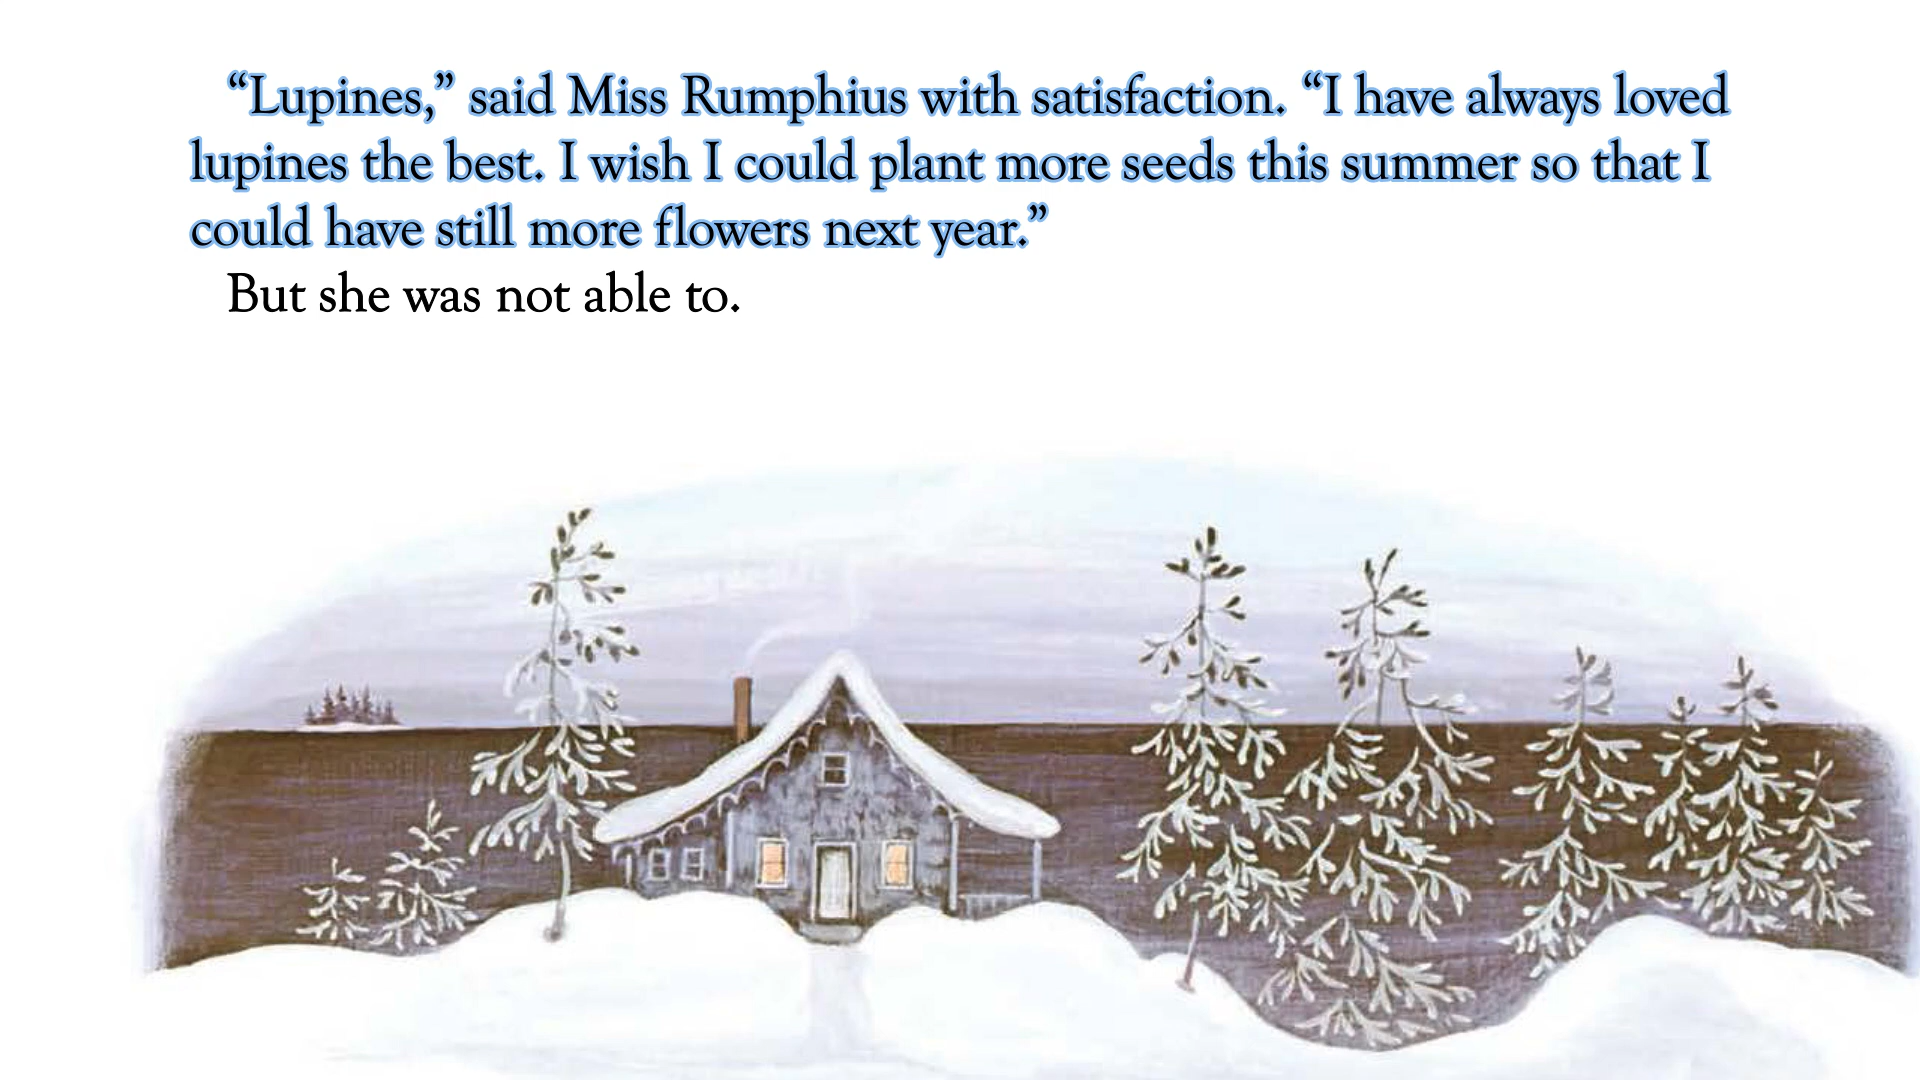 “Lupines,” said Miss Rumphius with satisfaction. “I have always loved
lupines the best. I wish I could plant more seeds this summer so that I
could have still more flowers next year.”
But she was not able to.